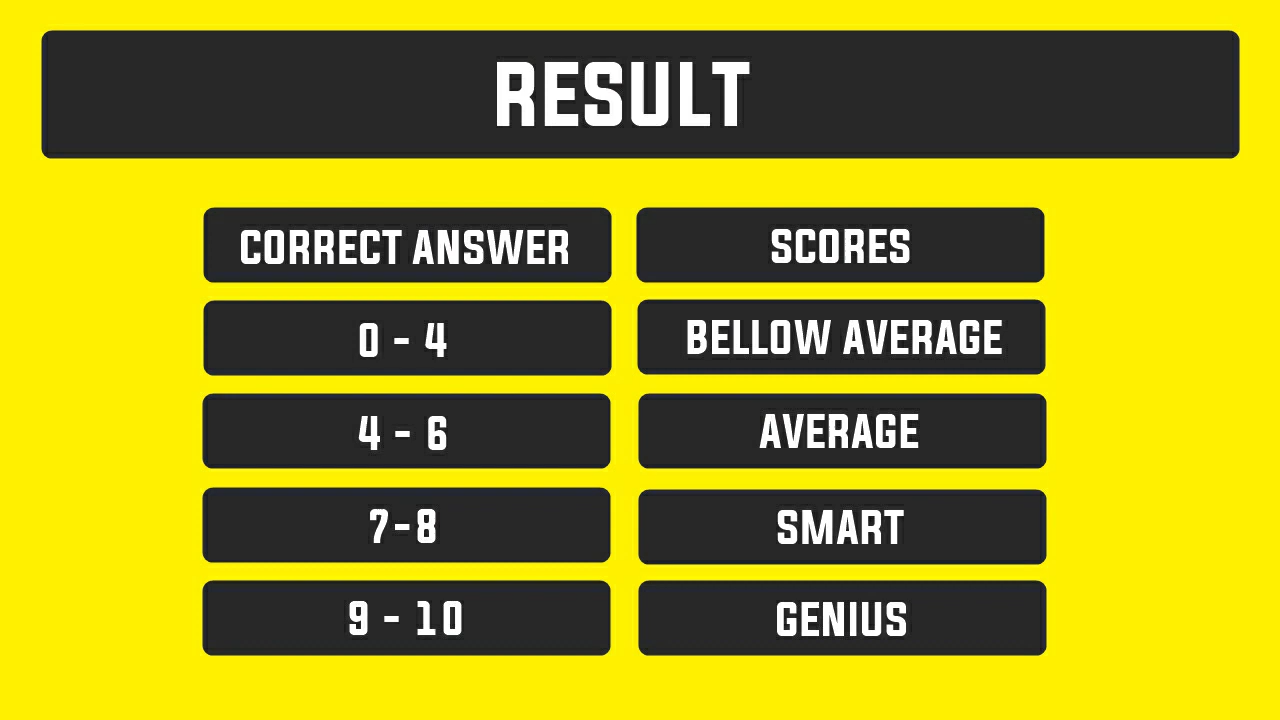 RESULT
CORRECT ANSWER SCORES
0 - 4 BELLOW AVERAGE
4 - 6 AVERAGE
7-8 SMART
9 - 10 GENIUS